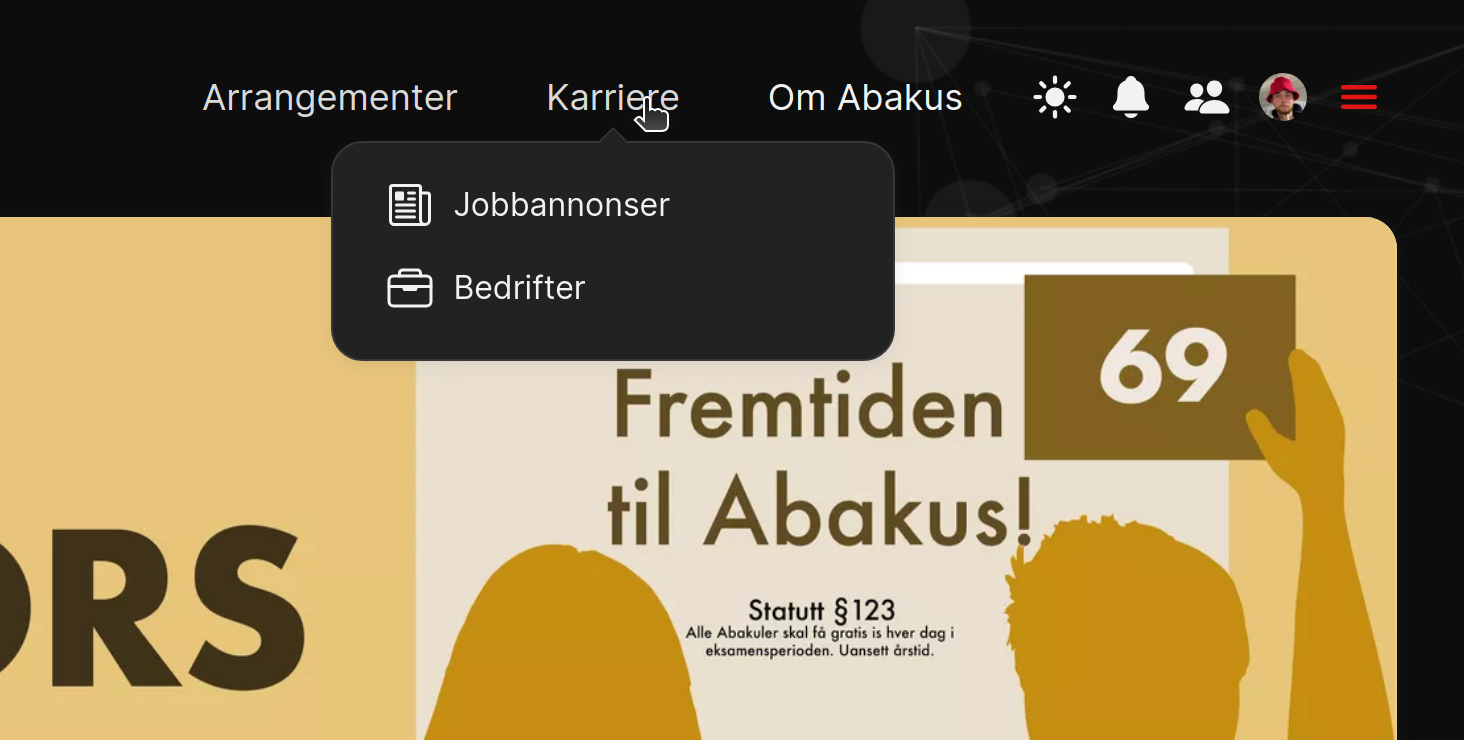 Arrangementer Karriere Om Abakus
Jobbannonser
Bedrifter
69
Fremtiden
til Abakus!
ORS
Statutt §123
Alle Abakuler skal få gratis is hver dag i
eksamensperioden. Uansett årstid.